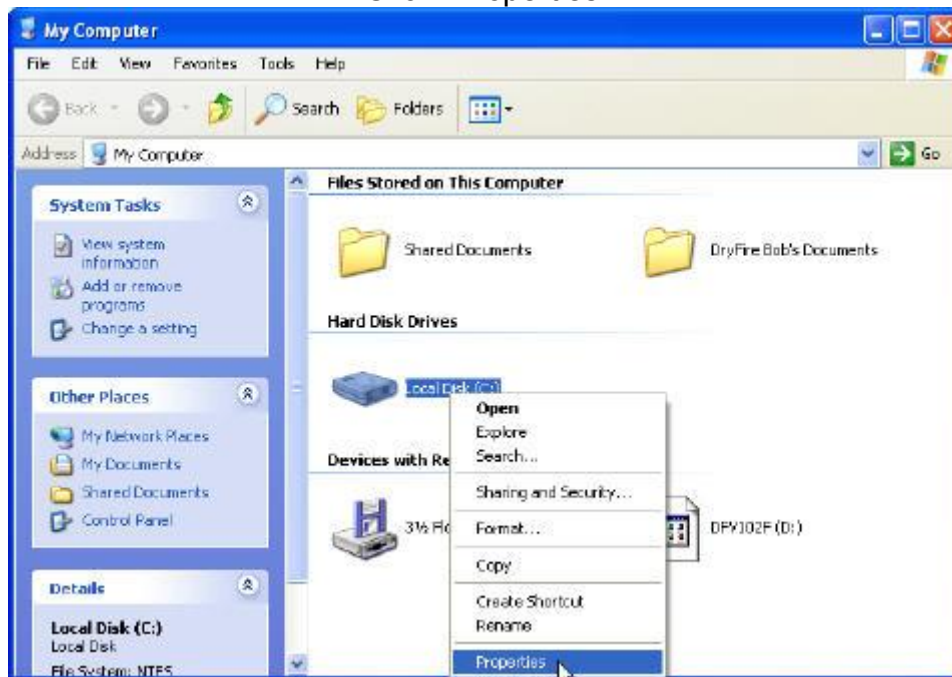 My Computer
File Edit View Favorites Tools Help
Back Search Folders
Address My Computer Go
System Tasks
View system
information
Add or remove
programs
Change a setting
Other Places
My Network Places
My Documents
Shared Documents
Control Panel
Details
Local Disk (C:)
Local Disk
File System: NTFS
Files Stored on This Computer
Shared Documents DryFire Bob's Documents
Hard Disk Drives
Local Disk (C:)
Devices with Re
3½ Flo
Open
Explore
Search...
Sharing and Security...
Format...
Copy
Create Shortcut
Rename
Properties